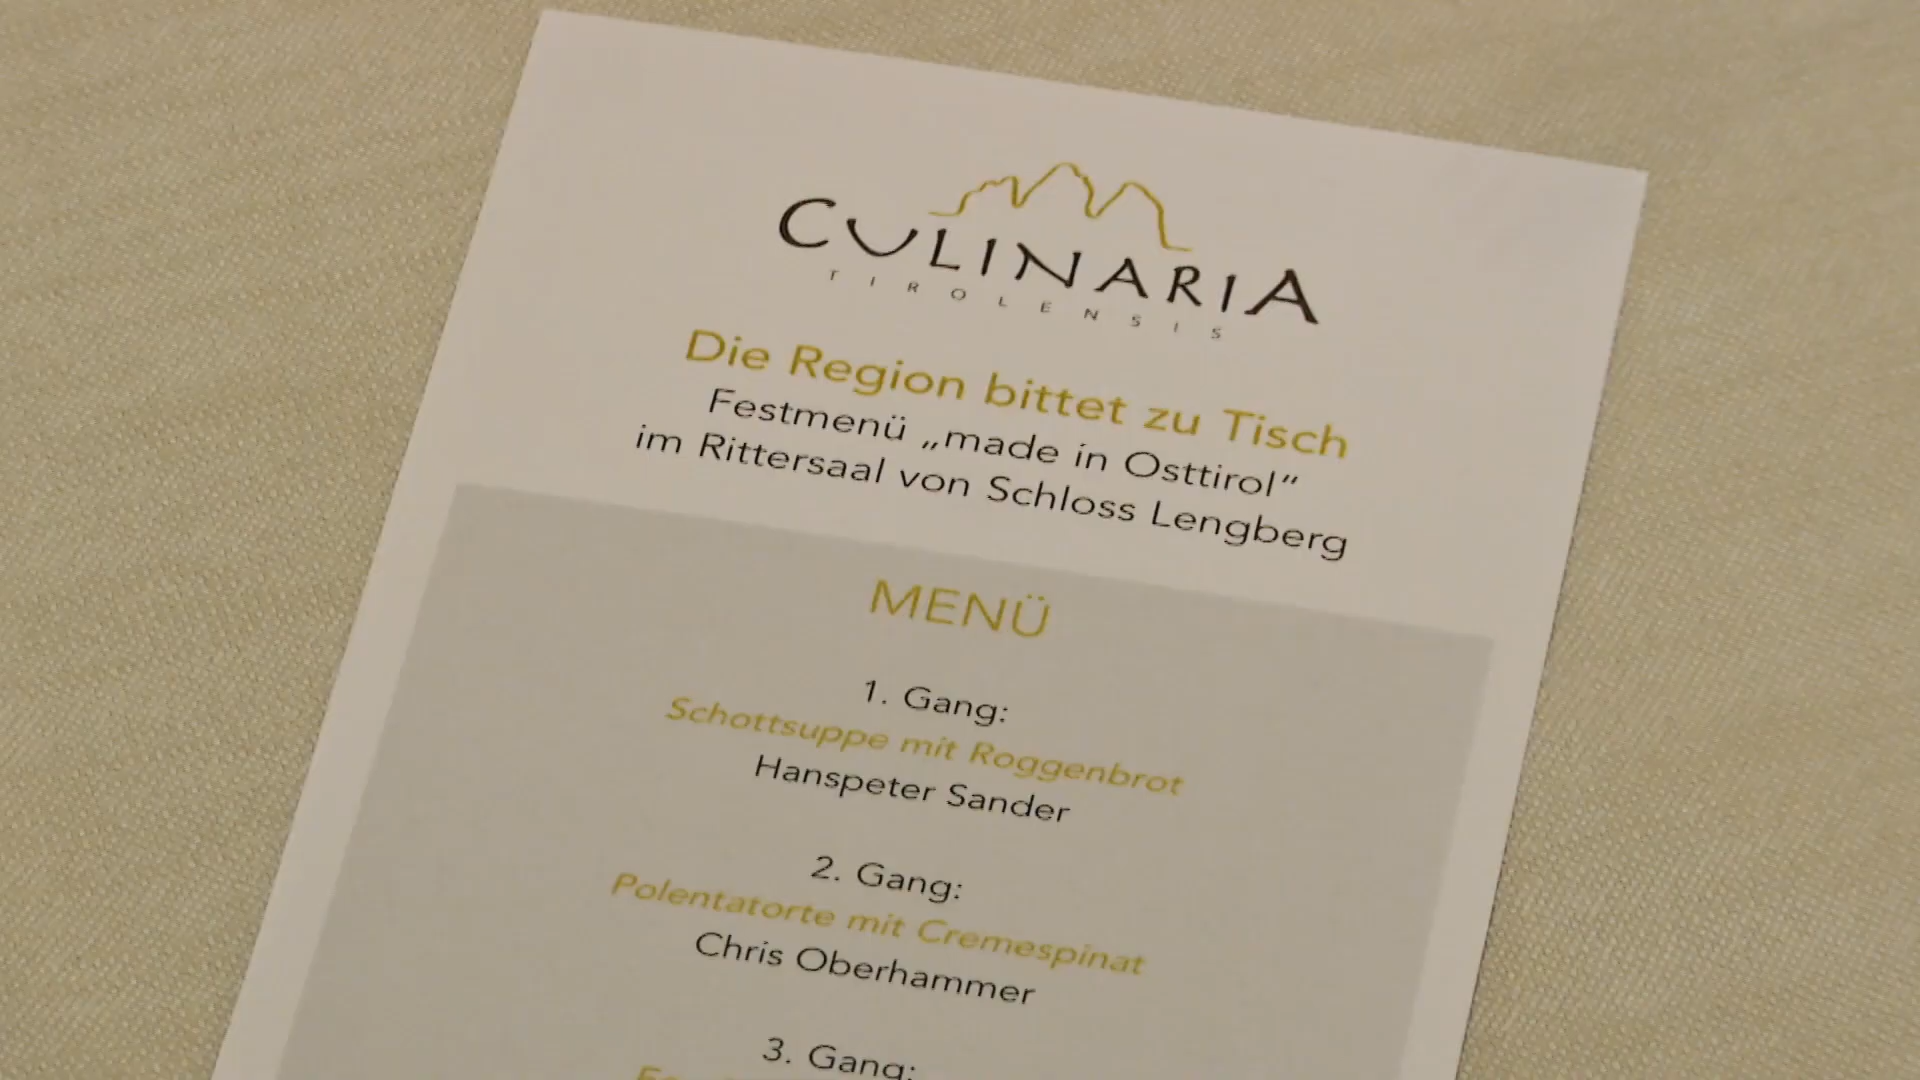 CULINARIA
TIROLENSIS
Die Region bittet zu Tisch
Festmenü „made in Osttirol“
im Rittersaal von Schloss Lengberg
MENÜ
1. Gang:
Schottsuppe mit Roggenbrot
Hanspeter Sander
2. Gang:
Polentatorte mit Cremespinat
Chris Oberhammer
3. Gang: